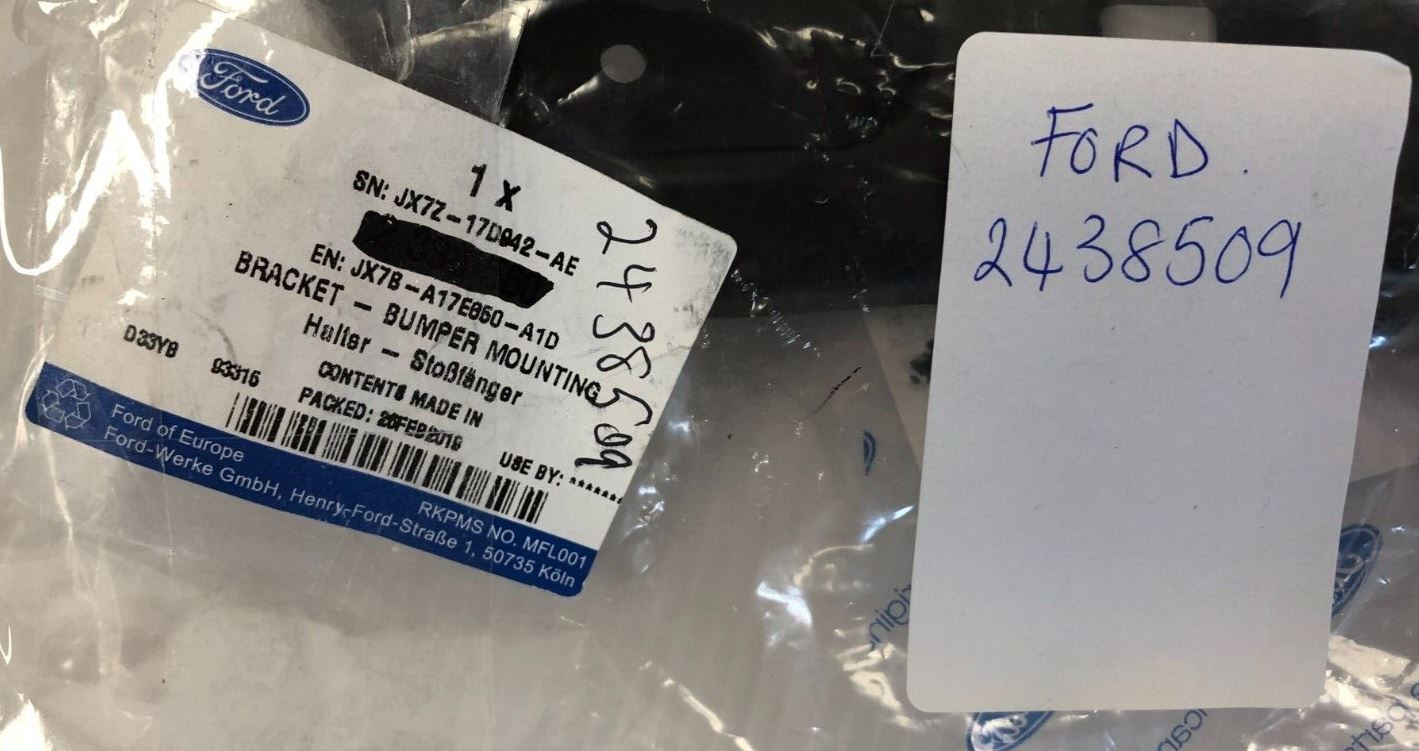 Ford
1 X
SN: JX7Z-17D942-AE
EN: JX7B-A17E850-A1D
BRACKET - BUMPER MOUNTING
Halter - Stoßfänger
D33YB 93315
CONTENTS MADE IN
PACKED: 26FEB2019
USE BY: *******
Ford of Europe
RKPMS NO. MFL001
Ford-Werke GmbH, Henry-Ford-Straße 1, 50735 Köln
2438509
FORD.
2438509